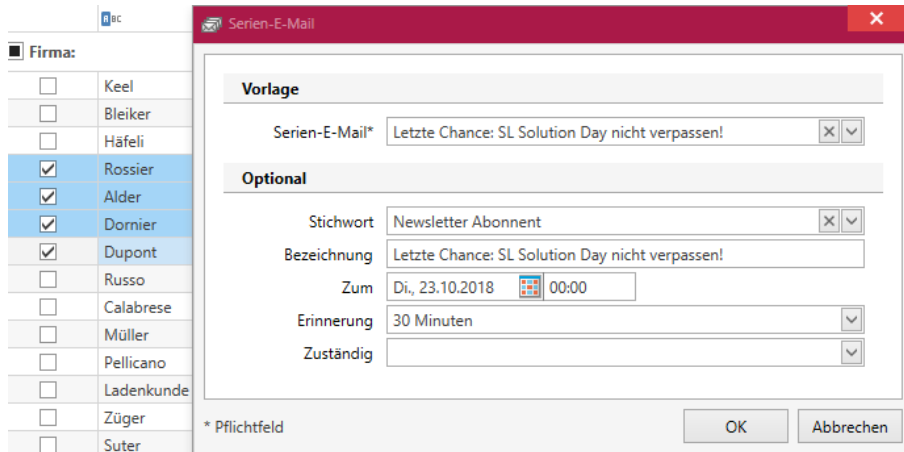 ABC
Firma:
Keel
Bleiker
Häfeli
Rossier
Alder
Dornier
Dupont
Russo
Calabrese
Müller
Pellicano
Ladenkunde
Züger
Suter
Serien-E-Mail
Vorlage
Serien-E-Mail* Letzte Chance: SL Solution Day nicht verpassen!
Optional
Stichwort Newsletter Abonnent
Bezeichnung Letzte Chance: SL Solution Day nicht verpassen!
Zum Di., 23.10.2018 00:00
Erinnerung 30 Minuten
Zuständig
* Pflichtfeld OK Abbrechen